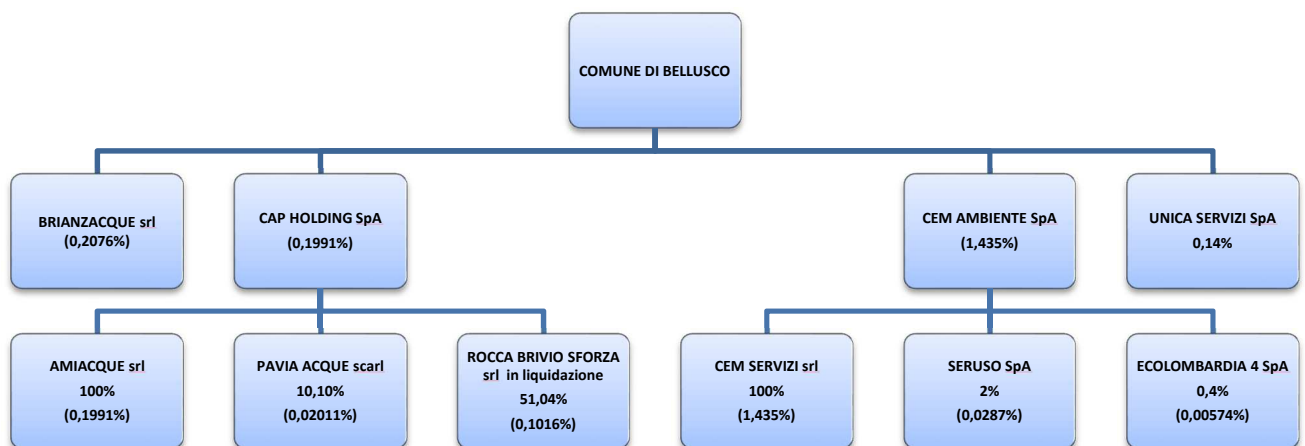 COMUNE DI BELLUSCO
BRIANZACQUE srl
(0,2076%)
CAP HOLDING SpA
(0,1991%)
CEM AMBIENTE SpA
(1,435%)
UNICA SERVIZI SpA
0,14%
AMIACQUE srl
100%
(0,1991%)
PAVIA ACQUE scarl
10,10%
(0,02011%)
ROCCA BRIVIO SFORZA
srl in liquidazione
51,04%
(0,1016%)
CEM SERVIZI srl
100%
(1,435%)
SERUSO SpA
2%
(0,0287%)
ECOLOMBARDIA 4 SpA
0,4%
(0,00574%)